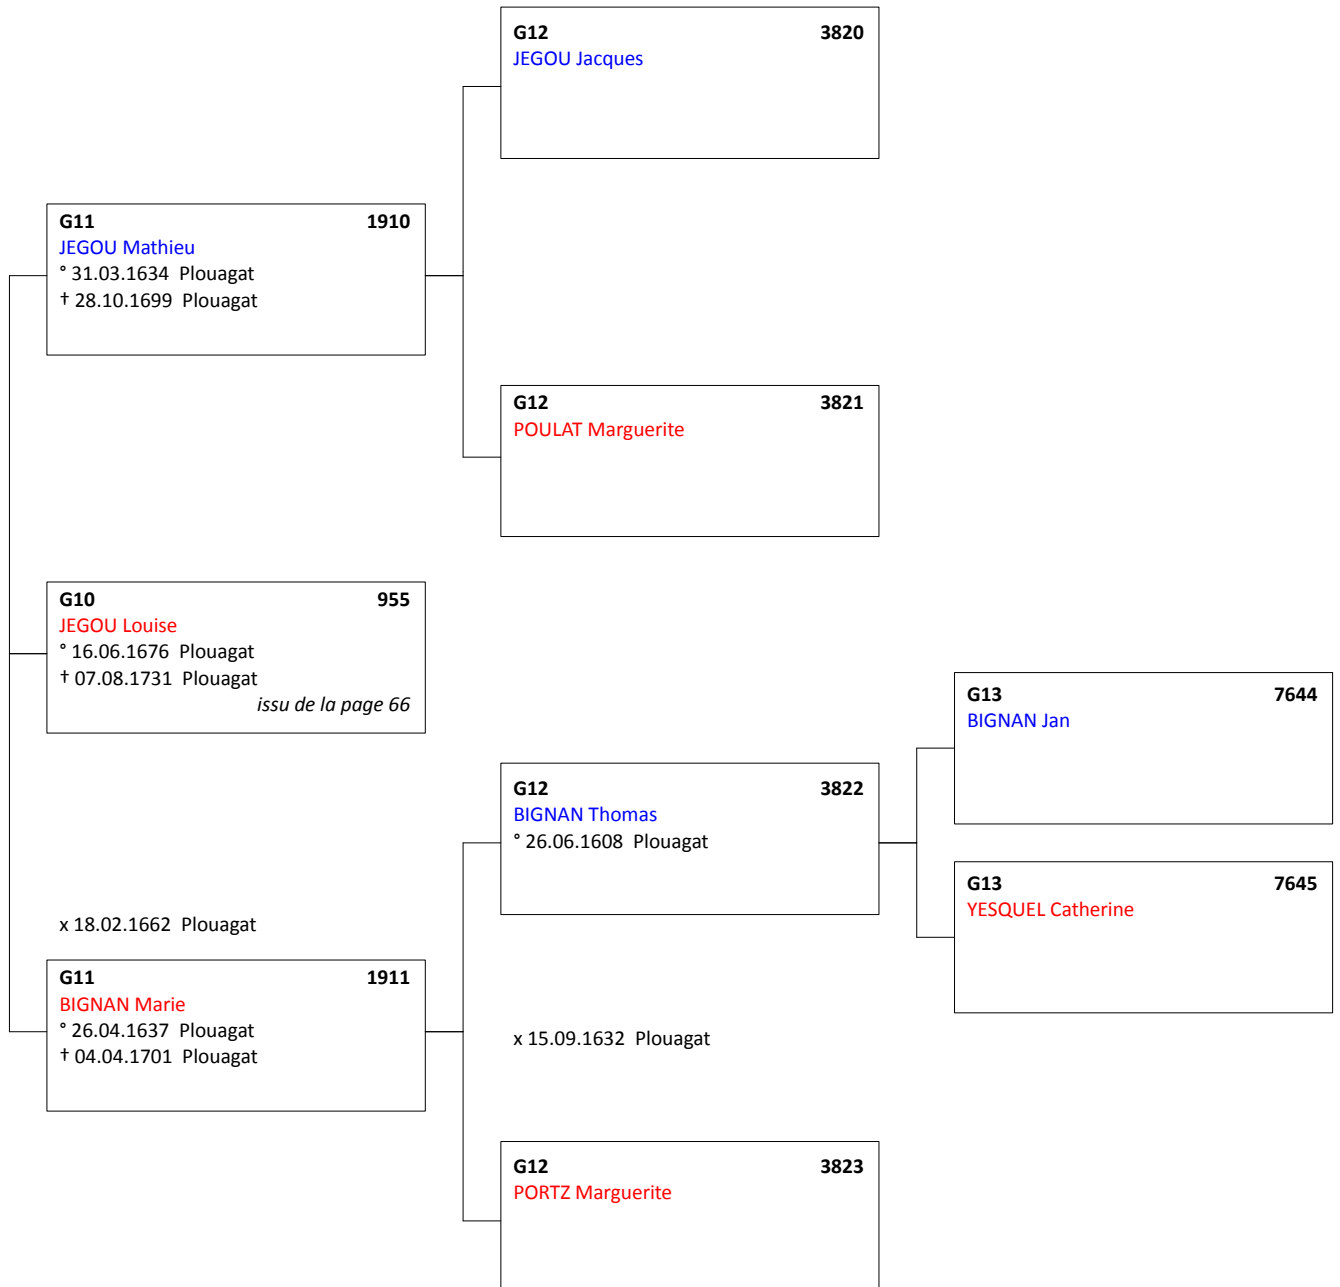 G12 3820
JEGOU Jacques
G11 1910
JEGOU Mathieu
° 31.03.1634 Plouagat
† 28.10.1699 Plouagat
G12 3821
POULAT Marguerite
G10 955
JEGOU Louise
° 16.06.1676 Plouagat
† 07.08.1731 Plouagat
issu de la page 66
G13 7644
BIGNAN Jan
G12 3822
BIGNAN Thomas
° 26.06.1608 Plouagat
G13 7645
YESQUEL Catherine
x 18.02.1662 Plouagat
G11 1911
BIGNAN Marie
° 26.04.1637 Plouagat
† 04.04.1701 Plouagat
x 15.09.1632 Plouagat
G12 3823
PORTZ Marguerite